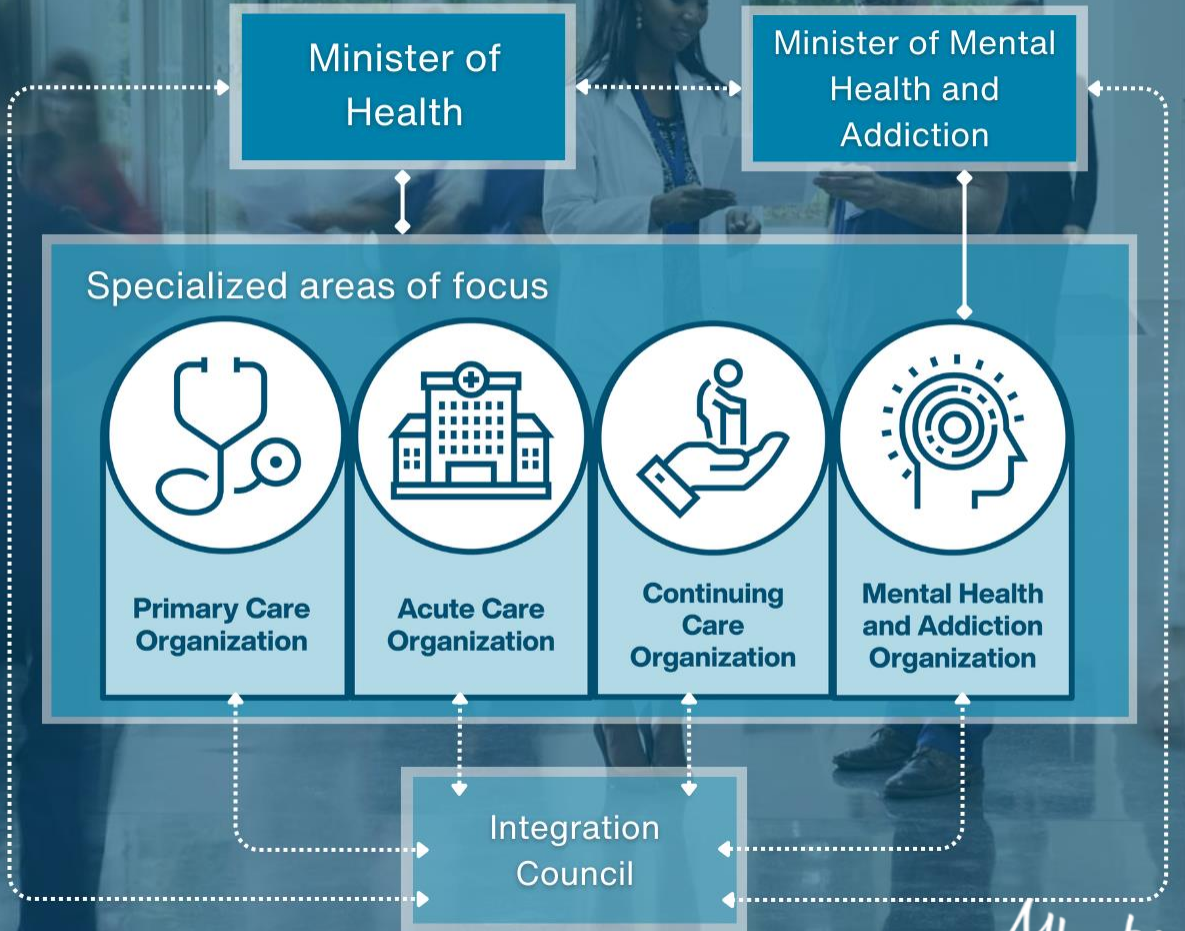 Minister of
Health
Minister of Mental
Health and
Addiction
Specialized areas of focus
Primary Care
Organization
Acute Care
Organization
Continuing
Care
Organization
Mental Health
and Addiction
Organization
Integration
Council